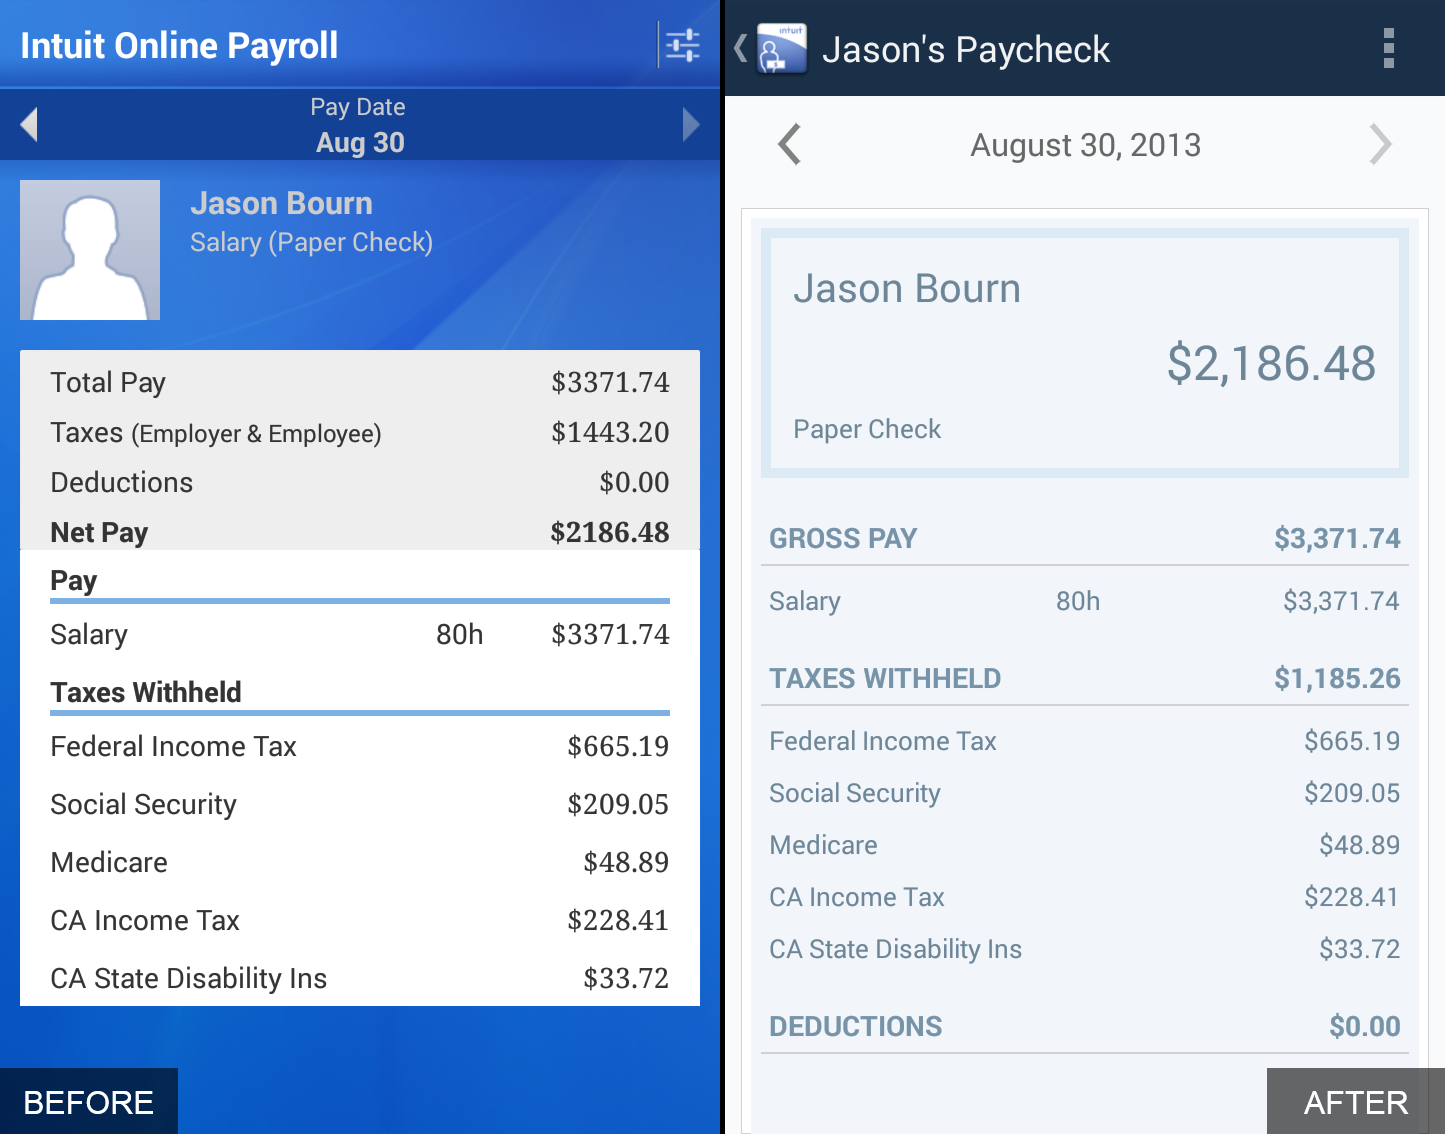 Intuit Online Payroll
Pay Date
Aug 30
Jason Bourn
Salary (Paper Check)
Total Pay $3371.74
Taxes (Employer & Employee) $1443.20
Deductions $0.00
Net Pay $2186.48
Pay
Salary 80h $3371.74
Taxes Withheld
Federal Income Tax $665.19
Social Security $209.05
Medicare $48.89
CA Income Tax $228.41
CA State Disability Ins $33.72
BEFORE
intuit
Jason's Paycheck
August 30, 2013
Jason Bourn
$2,186.48
Paper Check
GROSS PAY $3,371.74
Salary 80h $3,371.74
TAXES WITHHELD $1,185.26
Federal Income Tax $665.19
Social Security $209.05
Medicare $48.89
CA Income Tax $228.41
CA State Disability Ins $33.72
DEDUCTIONS $0.00
AFTER